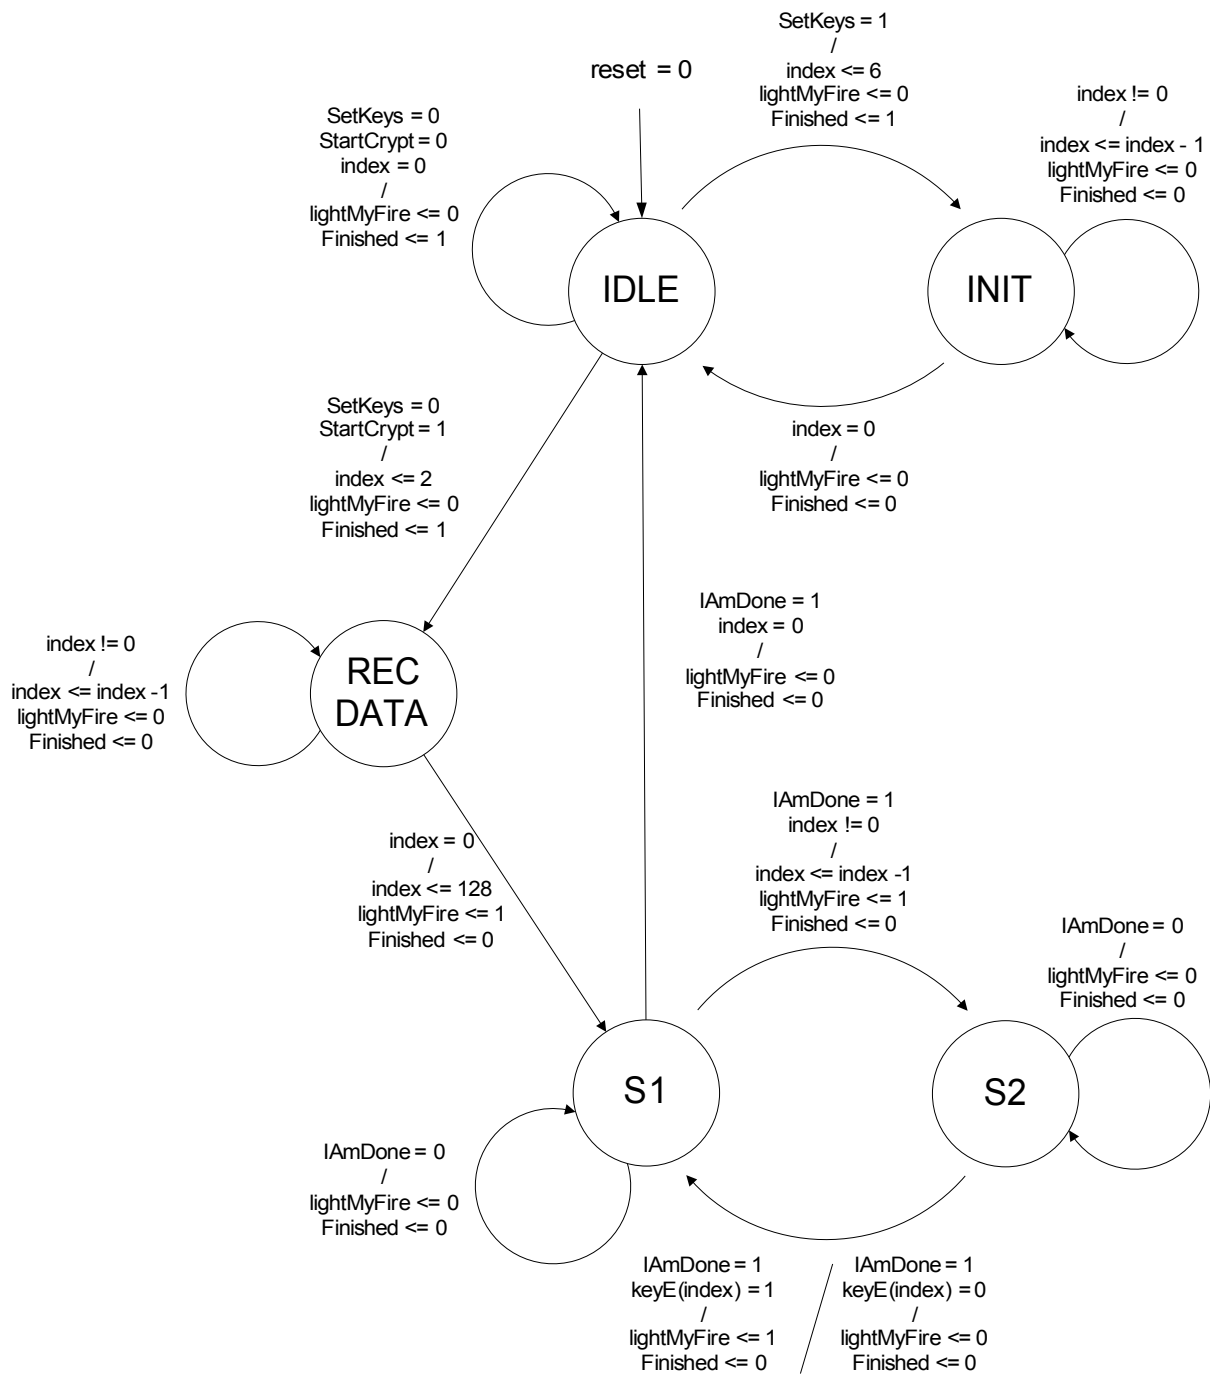 SetKeys = 1
/
index <= 6
lightMyFire <= 0
Finished <= 1
reset = 0
index != 0
/
index <= index - 1
lightMyFire <= 0
Finished <= 0
SetKeys = 0
StartCrypt = 0
index = 0
/
lightMyFire <= 0
Finished <= 1
IDLE
INIT
SetKeys = 0
StartCrypt = 1
/
index <= 2
lightMyFire <= 0
Finished <= 1
index = 0
/
lightMyFire <= 0
Finished <= 0
IAmDone = 1
index = 0
/
lightMyFire <= 0
Finished <= 0
index != 0
/
index <= index -1
lightMyFire <= 0
Finished <= 0
REC
DATA
IAmDone = 1
index != 0
/
index <= index -1
lightMyFire <= 1
Finished <= 0
index = 0
/
index <= 128
lightMyFire <= 1
Finished <= 0
IAmDone = 0
/
lightMyFire <= 0
Finished <= 0
S1
S2
IAmDone = 0
/
lightMyFire <= 0
Finished <= 0
IAmDone = 1
keyE(index) = 1
/
lightMyFire <= 1
Finished <= 0
IAmDone = 1
keyE(index) = 0
/
lightMyFire <= 0
Finished <= 0